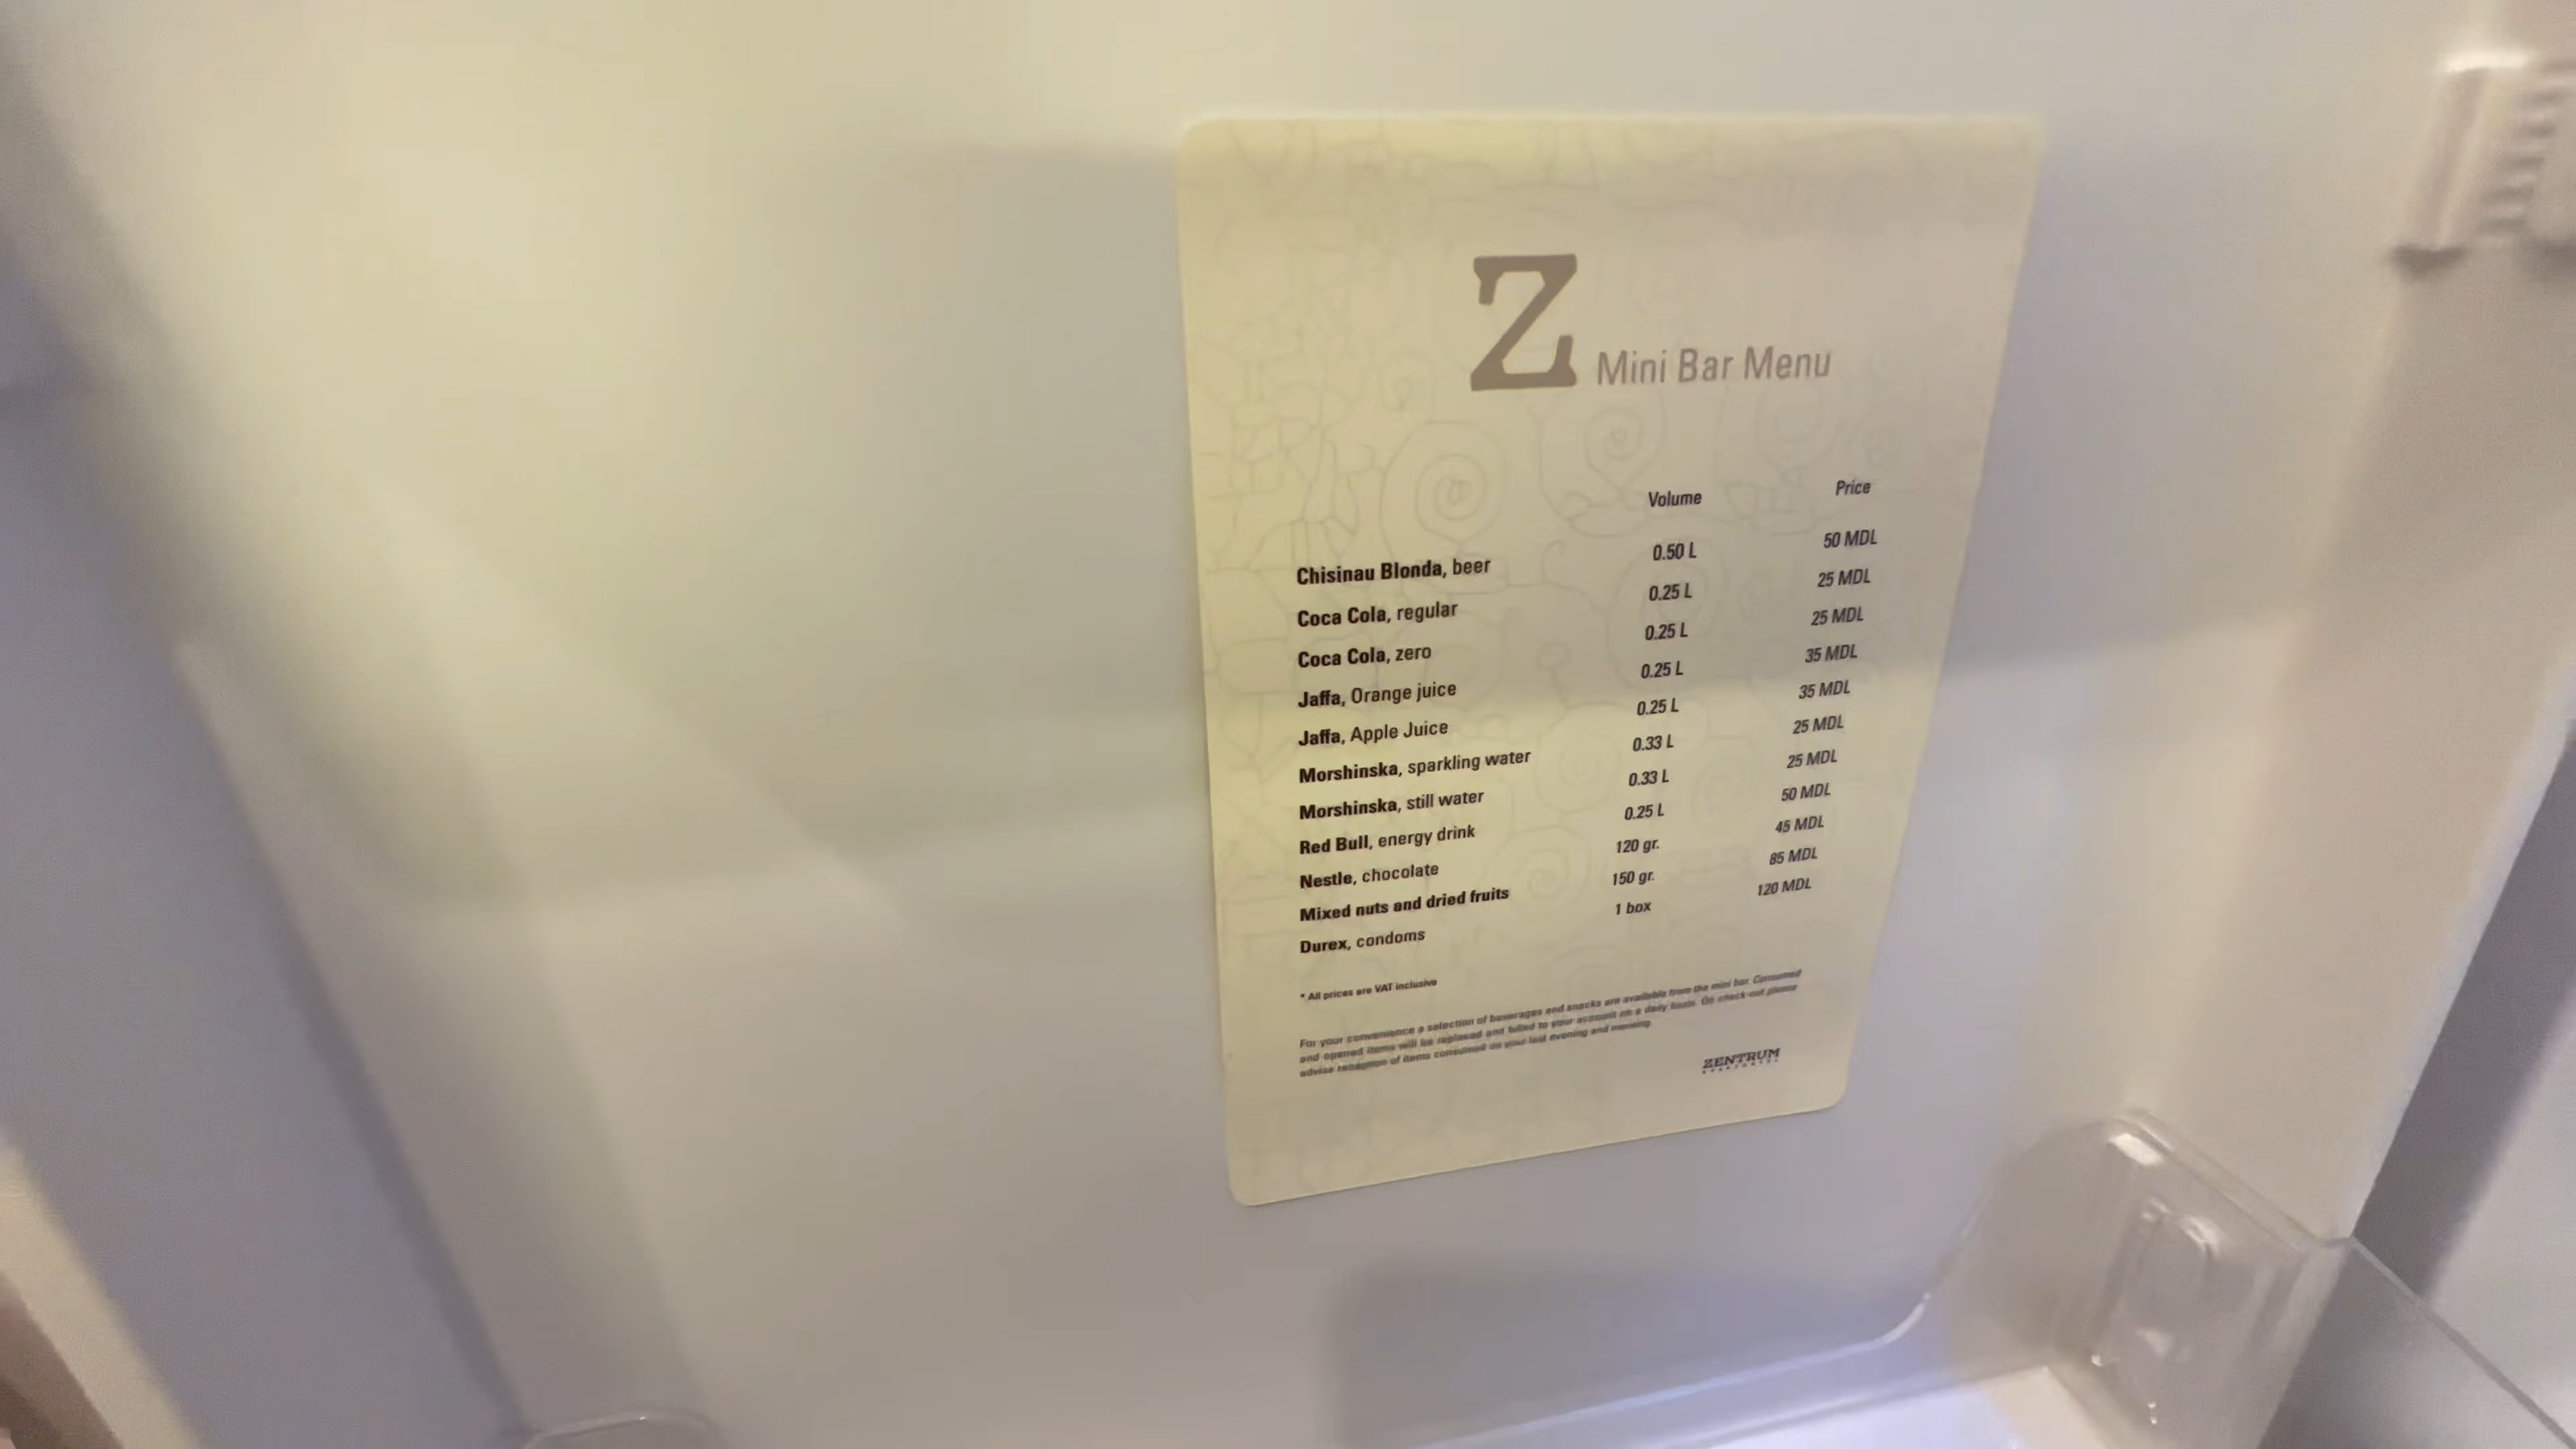 Z Mini Bar Menu
Volume Price
Chisinau Blonda, beer 0.50 L 50 MDL
Coca Cola, regular 0.25 L 25 MDL
Coca Cola, zero 0.25 L 25 MDL
Jaffa, Orange juice 0.25 L 35 MDL
Jaffa, Apple Juice 0.25 L 35 MDL
Morshinska, sparkling water 0.33 L 25 MDL
Morshinska, still water 0.33 L 25 MDL
Red Bull, energy drink 0.25 L 50 MDL
Nestle, chocolate 120 gr. 45 MDL
Mixed nuts and dried fruits 150 gr. 85 MDL
Durex, condoms 1 box 120 MDL
* All prices are VAT inclusive
For your convenience a selection of beverages and snacks are available from the mini bar. Consumed
and opened items will be replaced and billed to your account on a daily basis. On check-out please
advise reception of items consumed on your last evening and morning.
ZENTRUM